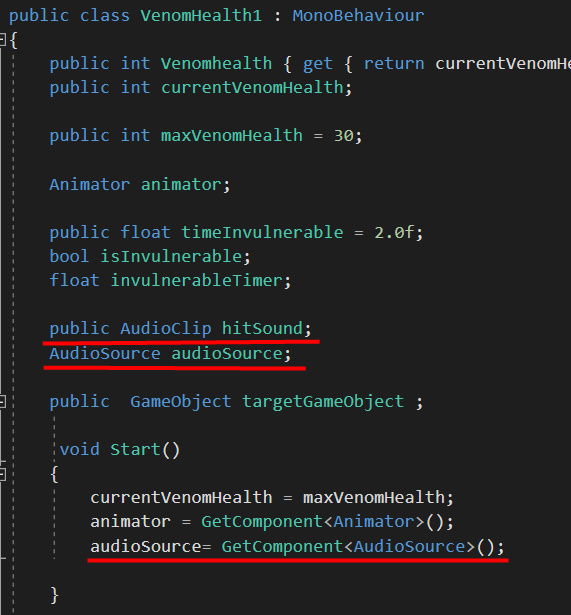 public class VenomHealth1 : MonoBehaviour
{
public int Venomhealth { get { return currentVenomHe
public int currentVenomHealth;
public int maxVenomHealth = 30;
Animator animator;
public float timeInvulnerable = 2.0f;
bool isInvulnerable;
float invulnerableTimer;
public AudioClip hitSound;
AudioSource audioSource;
public  GameObject targetGameObject ;
void Start()
{
currentVenomHealth = maxVenomHealth;
animator = GetComponent<Animator>();
audioSource= GetComponent<AudioSource>();
}